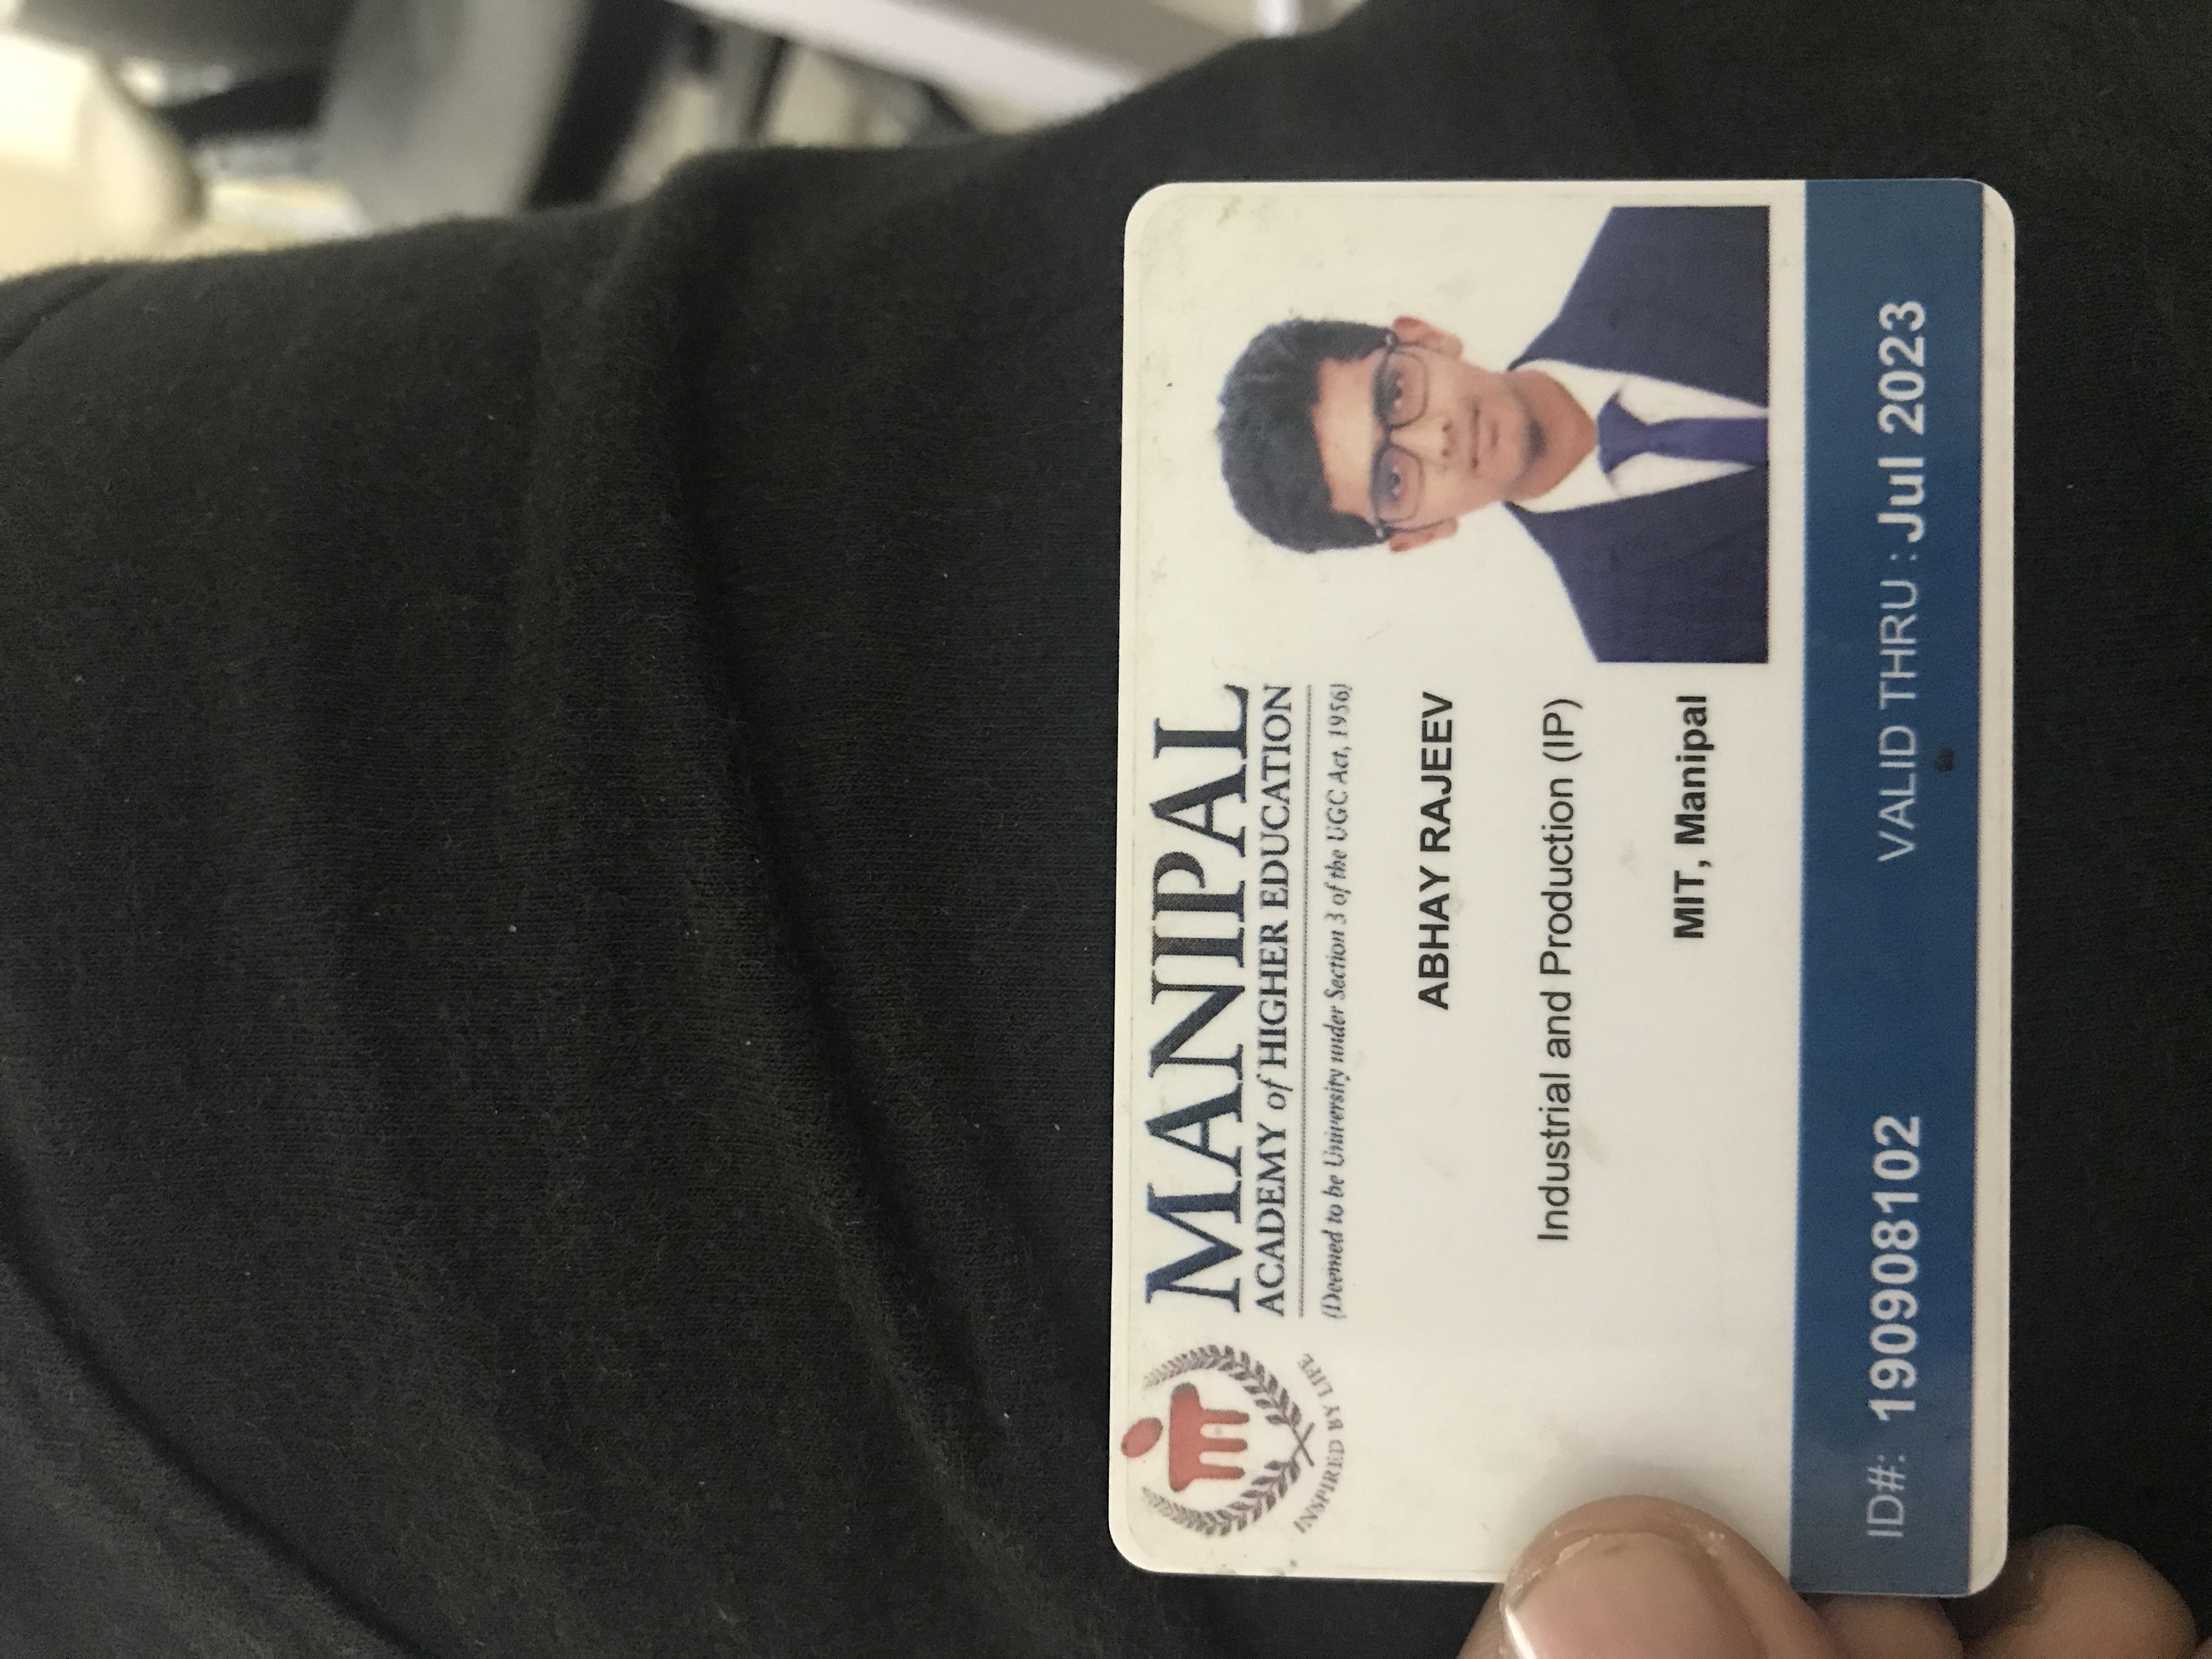 MANIPAL
ACADEMY of HIGHER EDUCATION
(Deemed to be University under Section 3 of the UGC Act, 1956)
INSPIRED BY LIFE
ABHAY RAJEEV
Industrial and Production (IP)
MIT, Manipal
ID#: 190908102 VALID THRU : Jul 2023